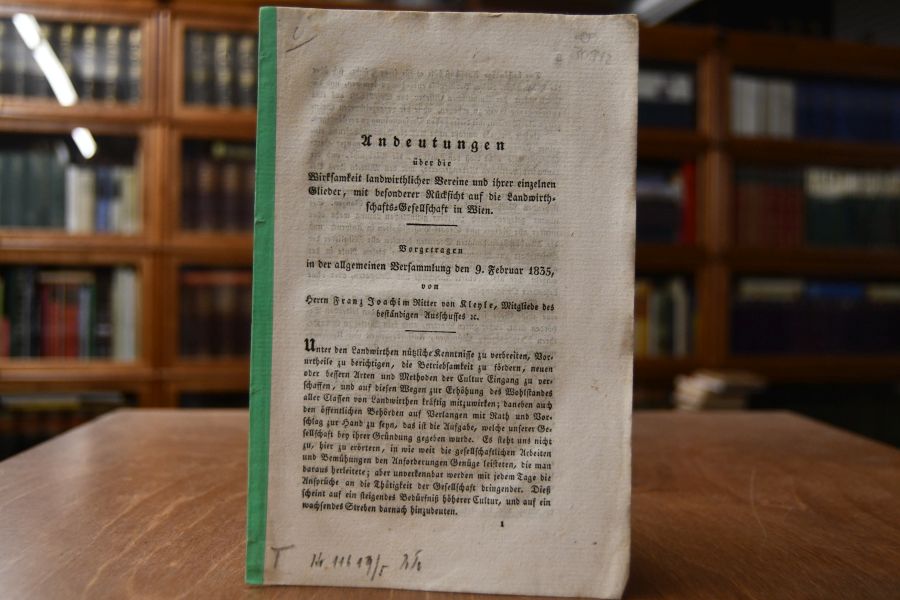 Andeutungen
über die
Wirksamkeit landwirthlicher Vereine und ihrer einzelnen
Glieder, mit besonderer Rücksicht auf die Landwirth-
schafts-Gesellschaft in Wien.
Vorgetragen
in der allgemeinen Versammlung den 9. Februar 1835,
von
Herrn Franz Joachim Ritter von Kleyle, Mitgliede des
beständigen Ausschusses ꝛc.
Unter den Landwirthen nützliche Kenntnisse zu verbreiten, Vor-
urtheile zu berichtigen, die Betriebsamkeit zu fördern, neuen
oder bessern Arten und Methoden der Cultur Eingang zu ver-
schaffen, und auf diesen Wegen zur Erhöhung des Wohlstandes
aller Classen von Landwirthen kräftig mitzuwirken; daneben auch
den öffentlichen Behörden auf Verlangen mit Rath und Vor-
schlag zur Hand zu seyn, das ist die Aufgabe, welche unserer Ge-
sellschaft bey ihrer Gründung gegeben wurde. Es steht uns nicht
zu, hier zu erörtern, in wie weit die gesellschaftlichen Arbeiten
und Bemühungen den Anforderungen Genüge leisteten, die man
daraus herleitete; aber unverkennbar werden mit jedem Tage die
Ansprüche an die Thätigkeit der Gesellschaft dringender. Dieß
scheint auf ein steigendes Bedürfniß höherer Cultur, und auf ein
wachsendes Streben darnach hinzudeuten.
1
T